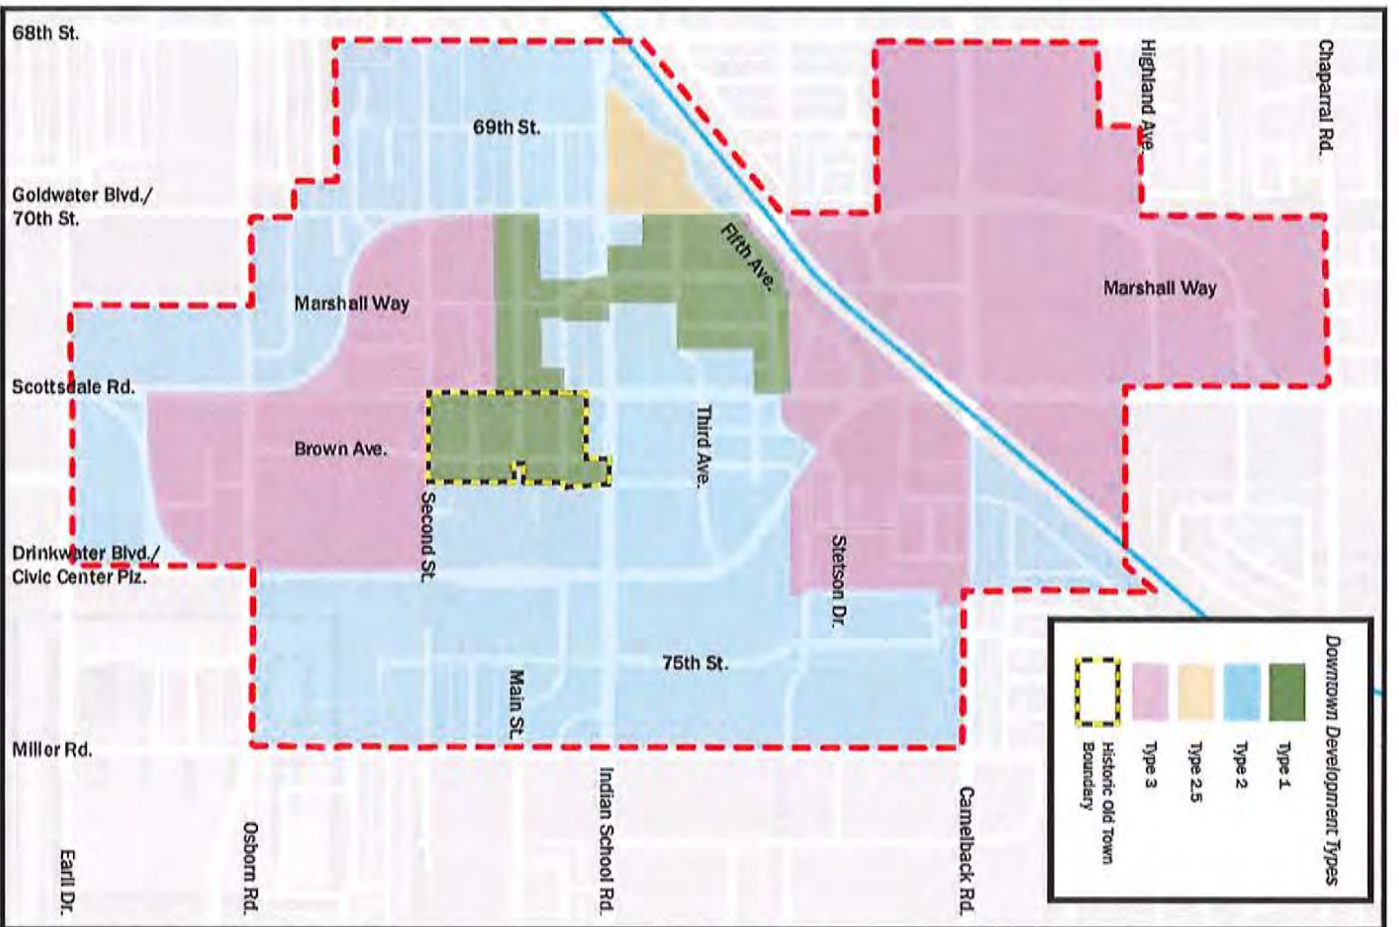 68th St.
Highland Ave.
Chaparral Rd.
69th St.
Goldwater Blvd./
70th St.
Fifth Ave.
Marshall Way
Marshall Way
Scottsdale Rd.
Third Ave.
Brown Ave.
Second St.
Stetson Dr.
Drinkwater Blvd./
Civic Center Plz.
75th St.
Main St.
Miller Rd.
Indian School Rd.
Camelback Rd.
Osborn Rd.
Earll Dr.
Downtown Development Types
Type 1
Type 2
Type 2.5
Type 3
Historic Old Town
Boundary